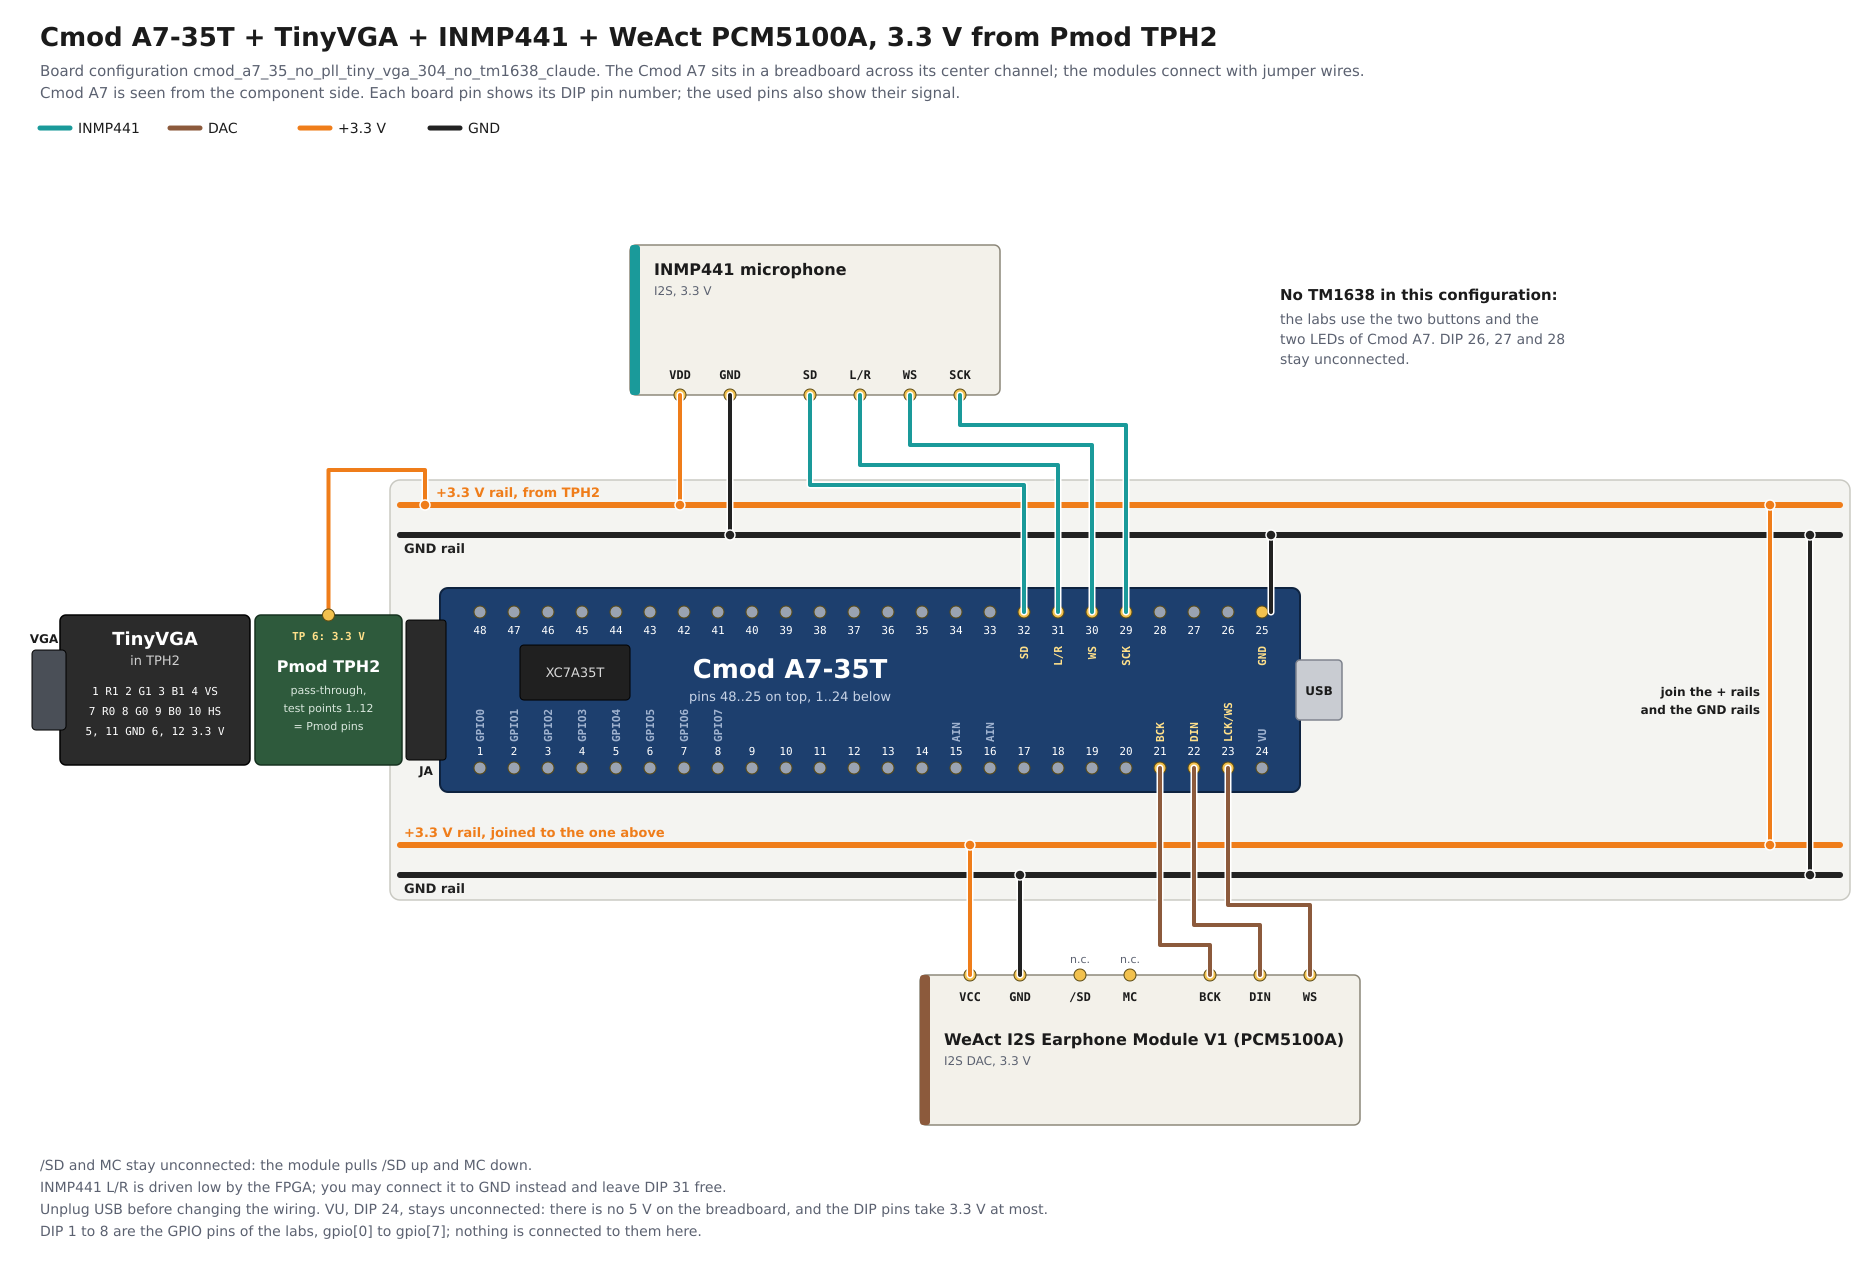 Cmod A7-35T + TinyVGA + INMP441 + WeAct PCM5100A, 3.3 V from Pmod TPH2
Board configuration cmod_a7_35_no_pll_tiny_vga_304_no_tm1638_claude. The Cmod A7 sits in a breadboard across its center channel; the modules connect with jumper wires.
Cmod A7 is seen from the component side. Each board pin shows its DIP pin number; the used pins also show their signal.
INMP441 DAC +3.3 V GND
INMP441 microphone
I2S, 3.3 V
VDD GND SD L/R WS SCK
No TM1638 in this configuration:
the labs use the two buttons and the
two LEDs of Cmod A7. DIP 26, 27 and 28
stay unconnected.
+3.3 V rail, from TPH2
GND rail
VGA
TinyVGA
in TPH2
1 R1 2 G1 3 B1 4 VS
7 R0 8 G0 9 B0 10 HS
5, 11 GND 6, 12 3.3 V
TP 6: 3.3 V
Pmod TPH2
pass-through,
test points 1..12
= Pmod pins
JA
48 47 46 45 44 43 42 41 40 39 38 37 36 35 34 33 32 31 30 29 28 27 26 25
SD L/R WS SCK GND
XC7A35T
Cmod A7-35T
pins 48..25 on top, 1..24 below
USB
GPIO0 GPIO1 GPIO2 GPIO3 GPIO4 GPIO5 GPIO6 GPIO7 AIN AIN BCK DIN LCK/WS VU
1 2 3 4 5 6 7 8 9 10 11 12 13 14 15 16 17 18 19 20 21 22 23 24
join the + rails
and the GND rails
+3.3 V rail, joined to the one above
GND rail
n.c. n.c.
VCC GND /SD MC BCK DIN WS
WeAct I2S Earphone Module V1 (PCM5100A)
I2S DAC, 3.3 V
/SD and MC stay unconnected: the module pulls /SD up and MC down.
INMP441 L/R is driven low by the FPGA; you may connect it to GND instead and leave DIP 31 free.
Unplug USB before changing the wiring. VU, DIP 24, stays unconnected: there is no 5 V on the breadboard, and the DIP pins take 3.3 V at most.
DIP 1 to 8 are the GPIO pins of the labs, gpio[0] to gpio[7]; nothing is connected to them here.